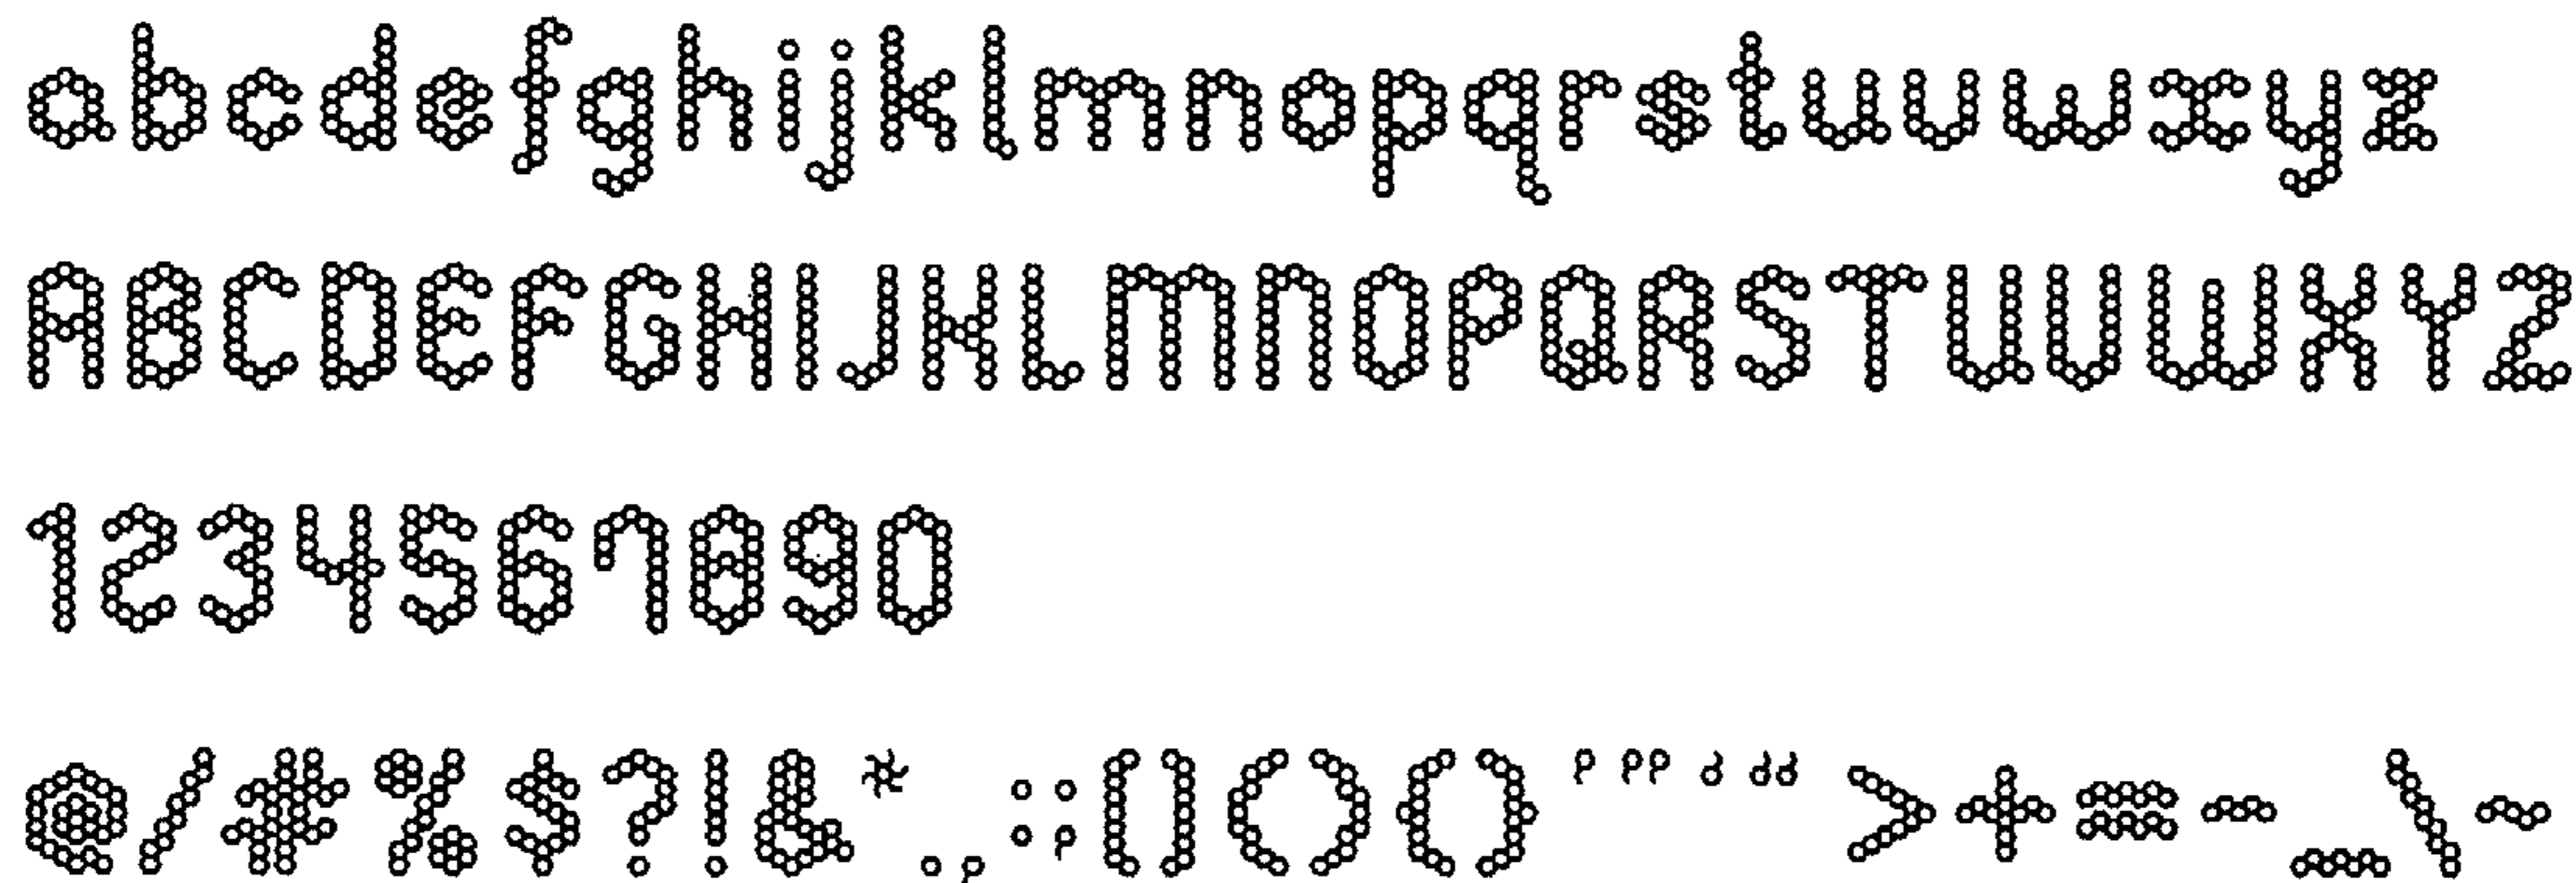 abcdefghijklmnopqrstuvwxyz
ABCDEFGHIJKLMNOPQRSTUVWXYZ
1234567890
@/#%$?!&*.,:;[](){}’”‘“>+=-_\~